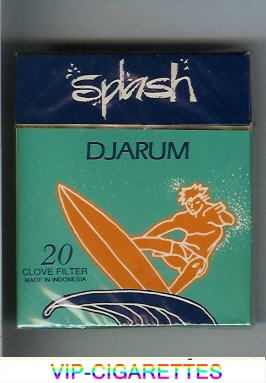 splash
DJARUM
20
CLOVE FILTER
MADE IN INDONESIA
VIP-CIGARETTES